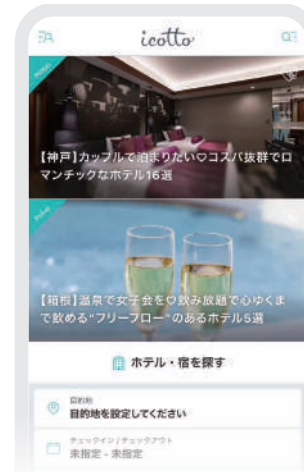 icotto
【神戸】カップルで泊まりたい♡コスパ抜群でロ
マンチックなホテル16選
【箱根】温泉で女子会を♡飲み放題で心ゆくま
で飲める“フリーフロー”のあるホテル5選
ホテル・宿を探す
目的地
目的地を設定してください
チェックイン / チェックアウト
未指定 - 未指定